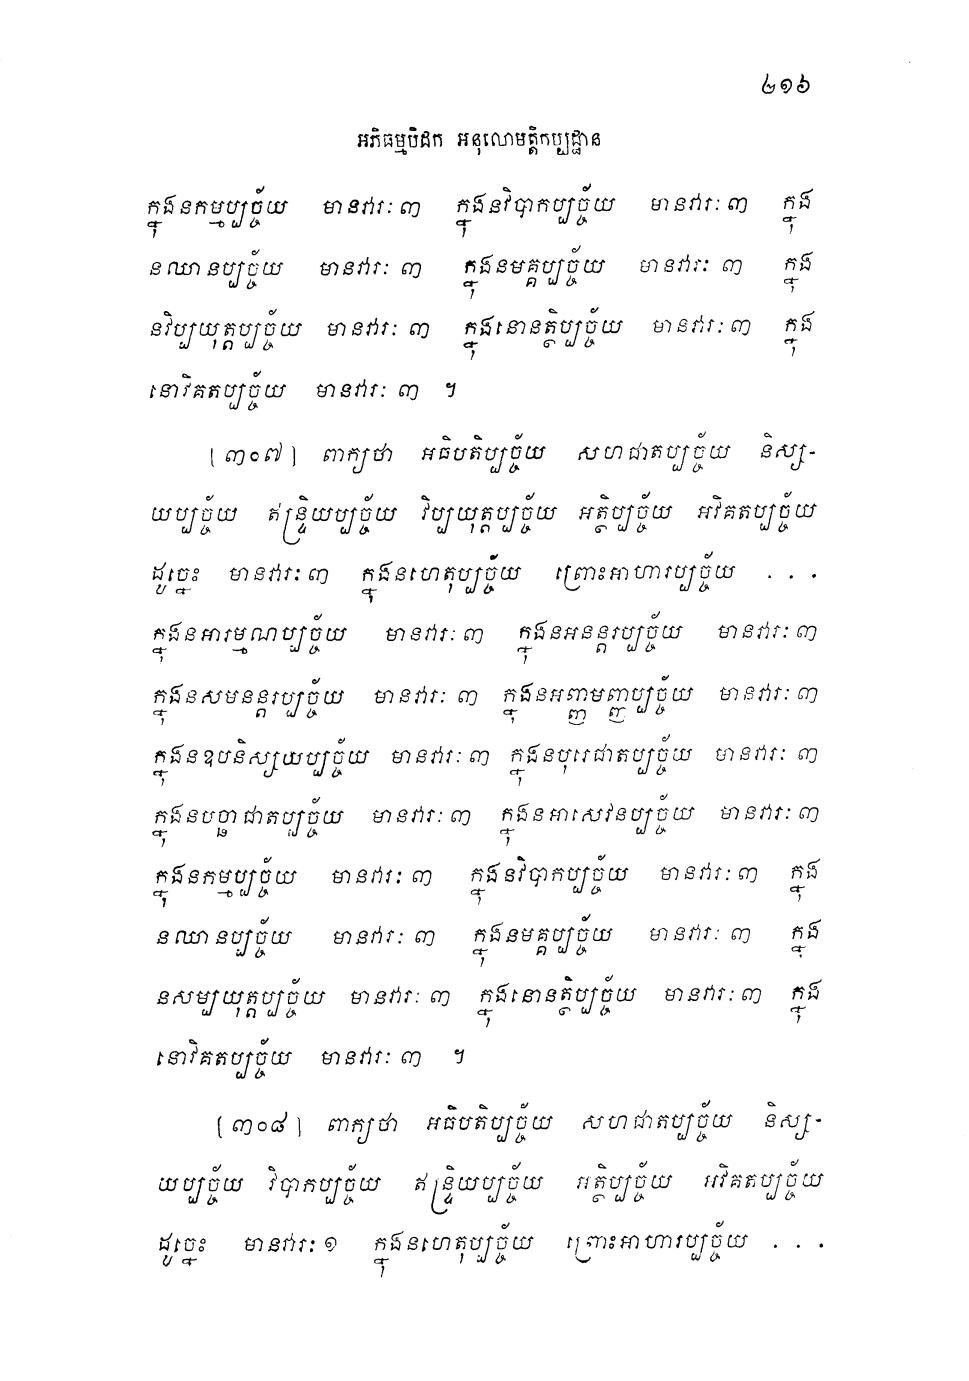 ២១៦
អភិធម្មបិដក អនុលោមត្តិកប្បដ្ឋាន
ក្នុងនកម្មប្បច្ច័យ មានវារៈ ៣ ក្នុងនវិបាកប្បច្ច័យ មានវារៈ ៣ ក្នុង
នឈានប្បច្ច័យ មានវារៈ ៣ ក្នុងនមគ្គប្បច្ច័យ មានវារៈ ៣ ក្នុង
នវិប្បយុត្តប្បច្ច័យ មានវារៈ ៣ ក្នុងនោនត្ថិប្បច្ច័យ មានវារៈ ៣ ក្នុង
នោវិគតប្បច្ច័យ មានវារៈ ៣ ។
[៣០៧] ពាក្យថា អធិបតិប្បច្ច័យ សហជាតប្បច្ច័យ និស្ស-
យប្បច្ច័យ ឥន្ទ្រិយប្បច្ច័យ វិប្បយុត្តប្បច្ច័យ អត្ថិប្បច្ច័យ អវិគតប្បច្ច័យ
ដូច្នេះ មានវារៈ ៣ ក្នុងនហេតុប្បច្ច័យ ព្រោះអាហារប្បច្ច័យ . . .
ក្នុងនអារម្មណប្បច្ច័យ មានវារៈ ៣ ក្នុងនអនន្តរប្បច្ច័យ មានវារៈ ៣
ក្នុងនសមនន្តរប្បច្ច័យ មានវារៈ ៣ ក្នុងនអញ្ញមញ្ញប្បច្ច័យ មានវារៈ ៣
ក្នុងនឧបនិស្សយប្បច្ច័យ មានវារៈ ៣ ក្នុងនបុរេជាតប្បច្ច័យ មានវារៈ ៣
ក្នុងនបច្ឆាជាតប្បច្ច័យ មានវារៈ ៣ ក្នុងនអាសេវនប្បច្ច័យ មានវារៈ ៣
ក្នុងនកម្មប្បច្ច័យ មានវារៈ ៣ ក្នុងនវិបាកប្បច្ច័យ មានវារៈ ៣ ក្នុង
នឈានប្បច្ច័យ មានវារៈ ៣ ក្នុងនមគ្គប្បច្ច័យ មានវារៈ ៣ ក្នុង
នសម្បយុត្តប្បច្ច័យ មានវារៈ ៣ ក្នុងនោនត្ថិប្បច្ច័យ មានវារៈ ៣ ក្នុង
នោវិគតប្បច្ច័យ មានវារៈ ៣ ។
[៣០៨] ពាក្យថា អធិបតិប្បច្ច័យ សហជាតប្បច្ច័យ និស្ស-
យប្បច្ច័យ វិបាកប្បច្ច័យ ឥន្ទ្រិយប្បច្ច័យ អត្ថិប្បច្ច័យ អវិគតប្បច្ច័យ
ដូច្នេះ មានវារៈ ១ ក្នុងនហេតុប្បច្ច័យ ព្រោះអាហារប្បច្ច័យ . . .